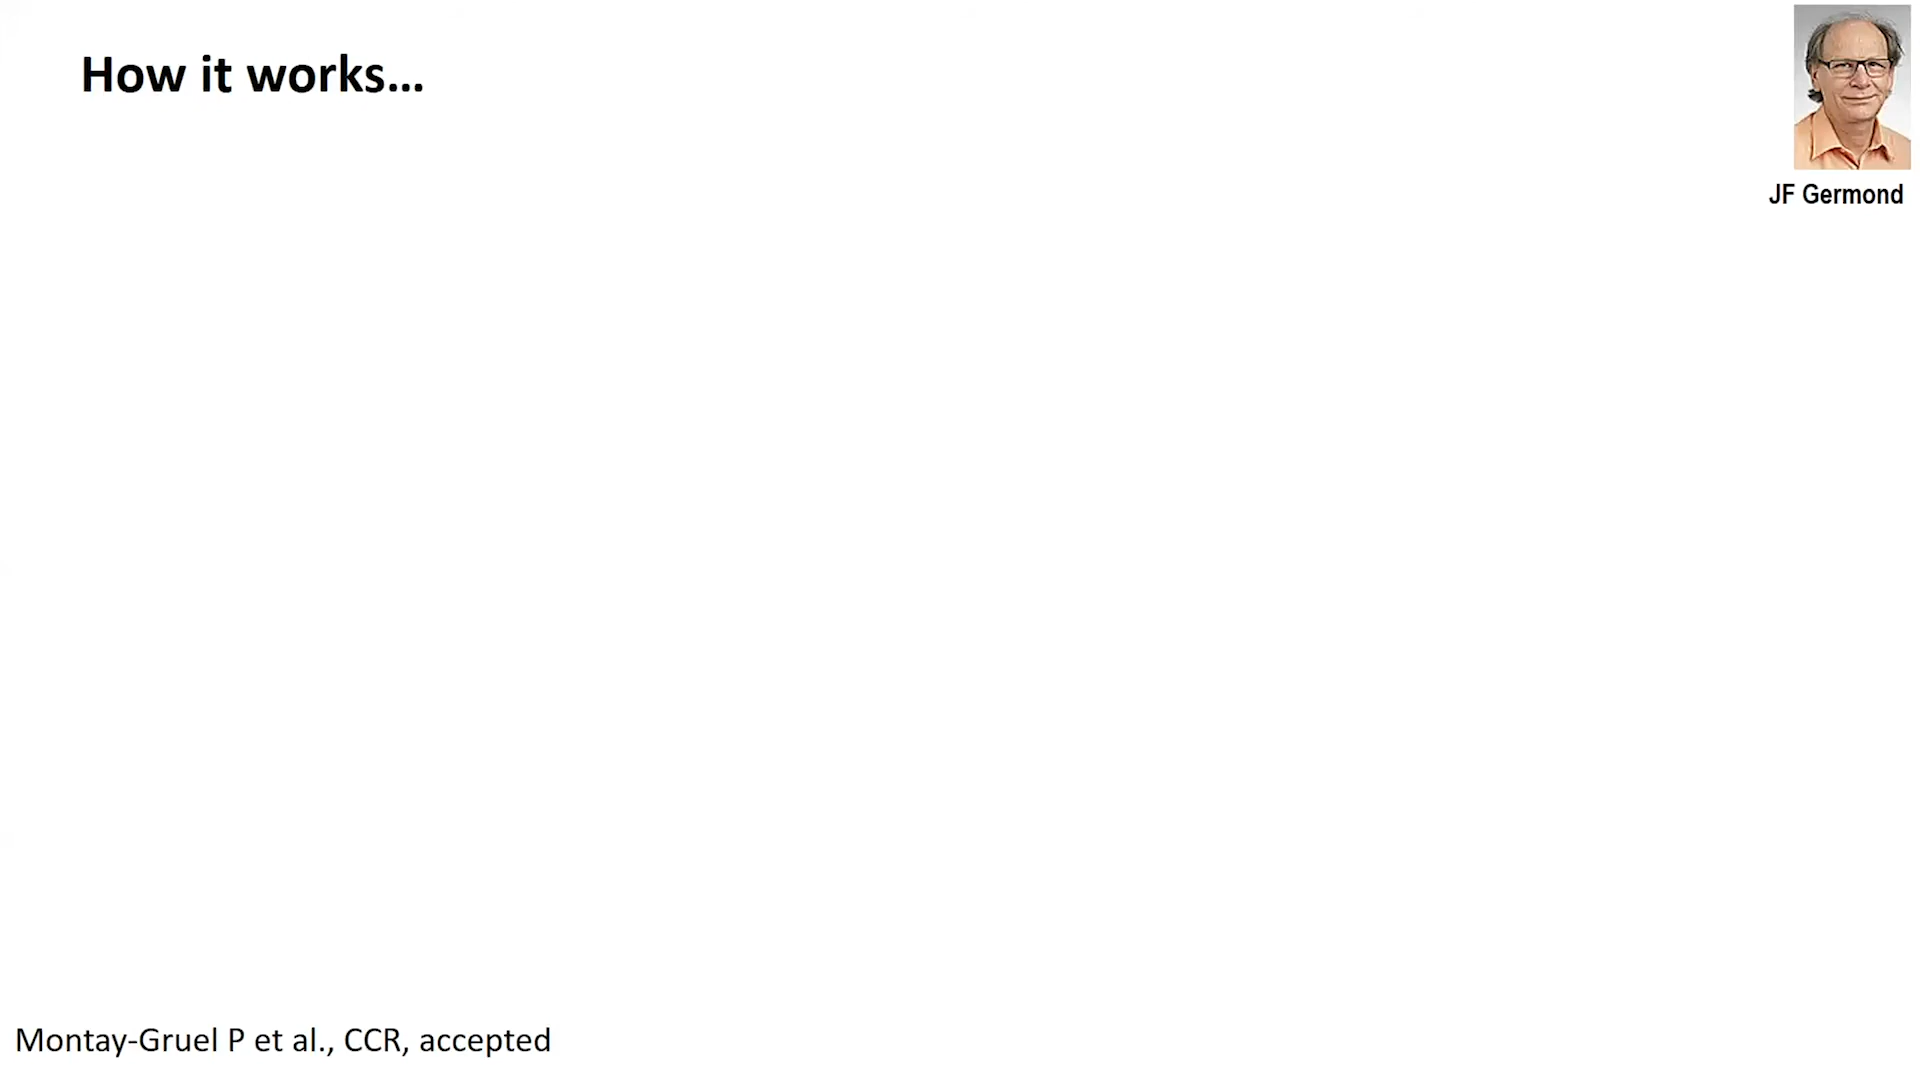 How it works...
JF Germond
Montay-Gruel P et al., CCR, accepted